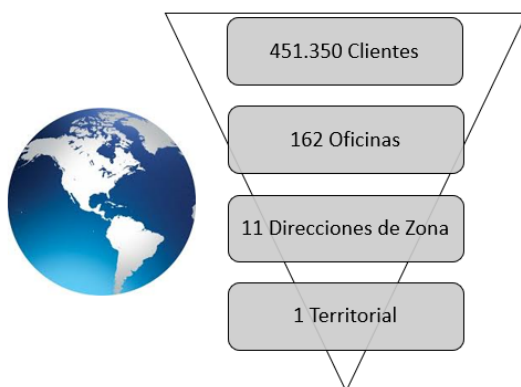 451.350 Clientes
162 Oficinas
11 Direcciones de Zona
1 Territorial